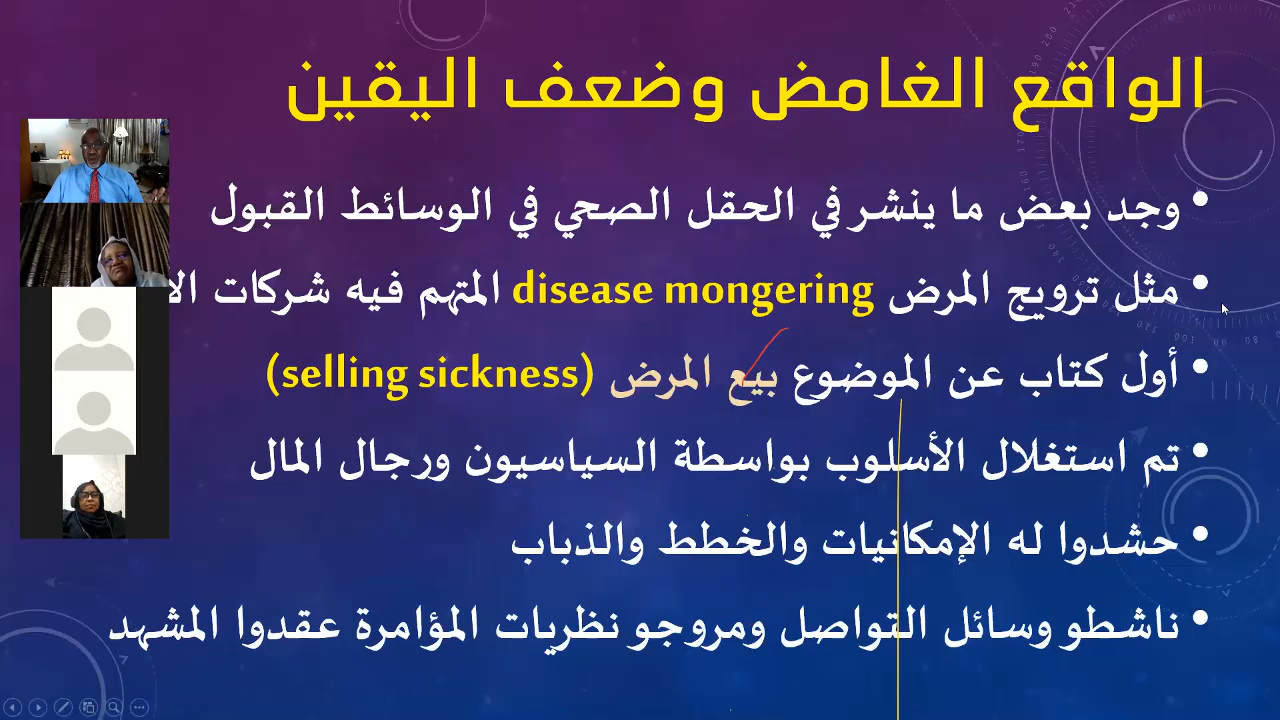 الواقع الغامض وضعف اليقين
• وجد بعض ما ينشر في الحقل الصحي في الوسائط القبول
• مثل ترويج المرض disease mongering المتهم فيه شركات
• أول كتاب عن الموضوع بيع المرض (selling sickness)
• تم استغلال الأسلوب بواسطة السياسيون ورجال المال
• حشدوا له الإمكانيات والخطط والذباب
• ناشطو وسائل التواصل ومروجو نظريات المؤامرة عقدوا المشهد